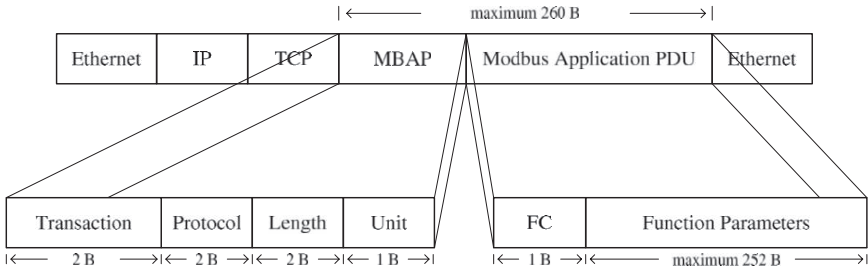 maximum 260 B
Ethernet IP TCP MBAP Modbus Application PDU Ethernet
Transaction Protocol Length Unit FC Function Parameters
2 B 2 B 2 B 1 B 1 B maximum 252 B